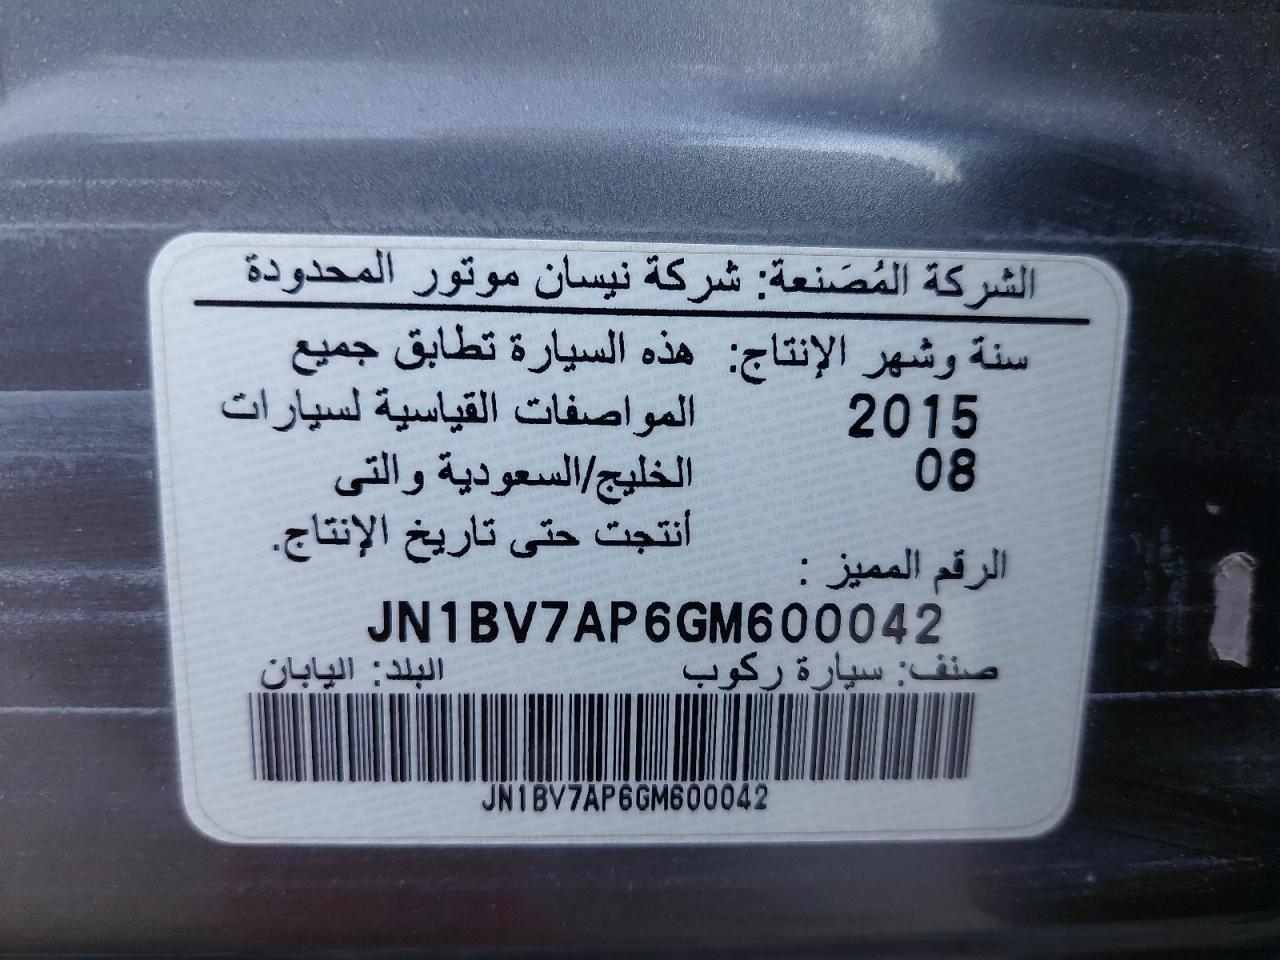 الشركة المُصَنعة: شركة نيسان موتور المحدودة
سنة وشهر الإنتاج:
2015
08
هذه السيارة تطابق جميع
المواصفات القياسية لسيارات
الخليج/السعودية والتى
أنتجت حتى تاريخ الإنتاج.
الرقم المميز :
JN1BV7AP6GM600042
صنف: سيارة ركوب البلد: اليابان
JN1BV7AP6GM600042